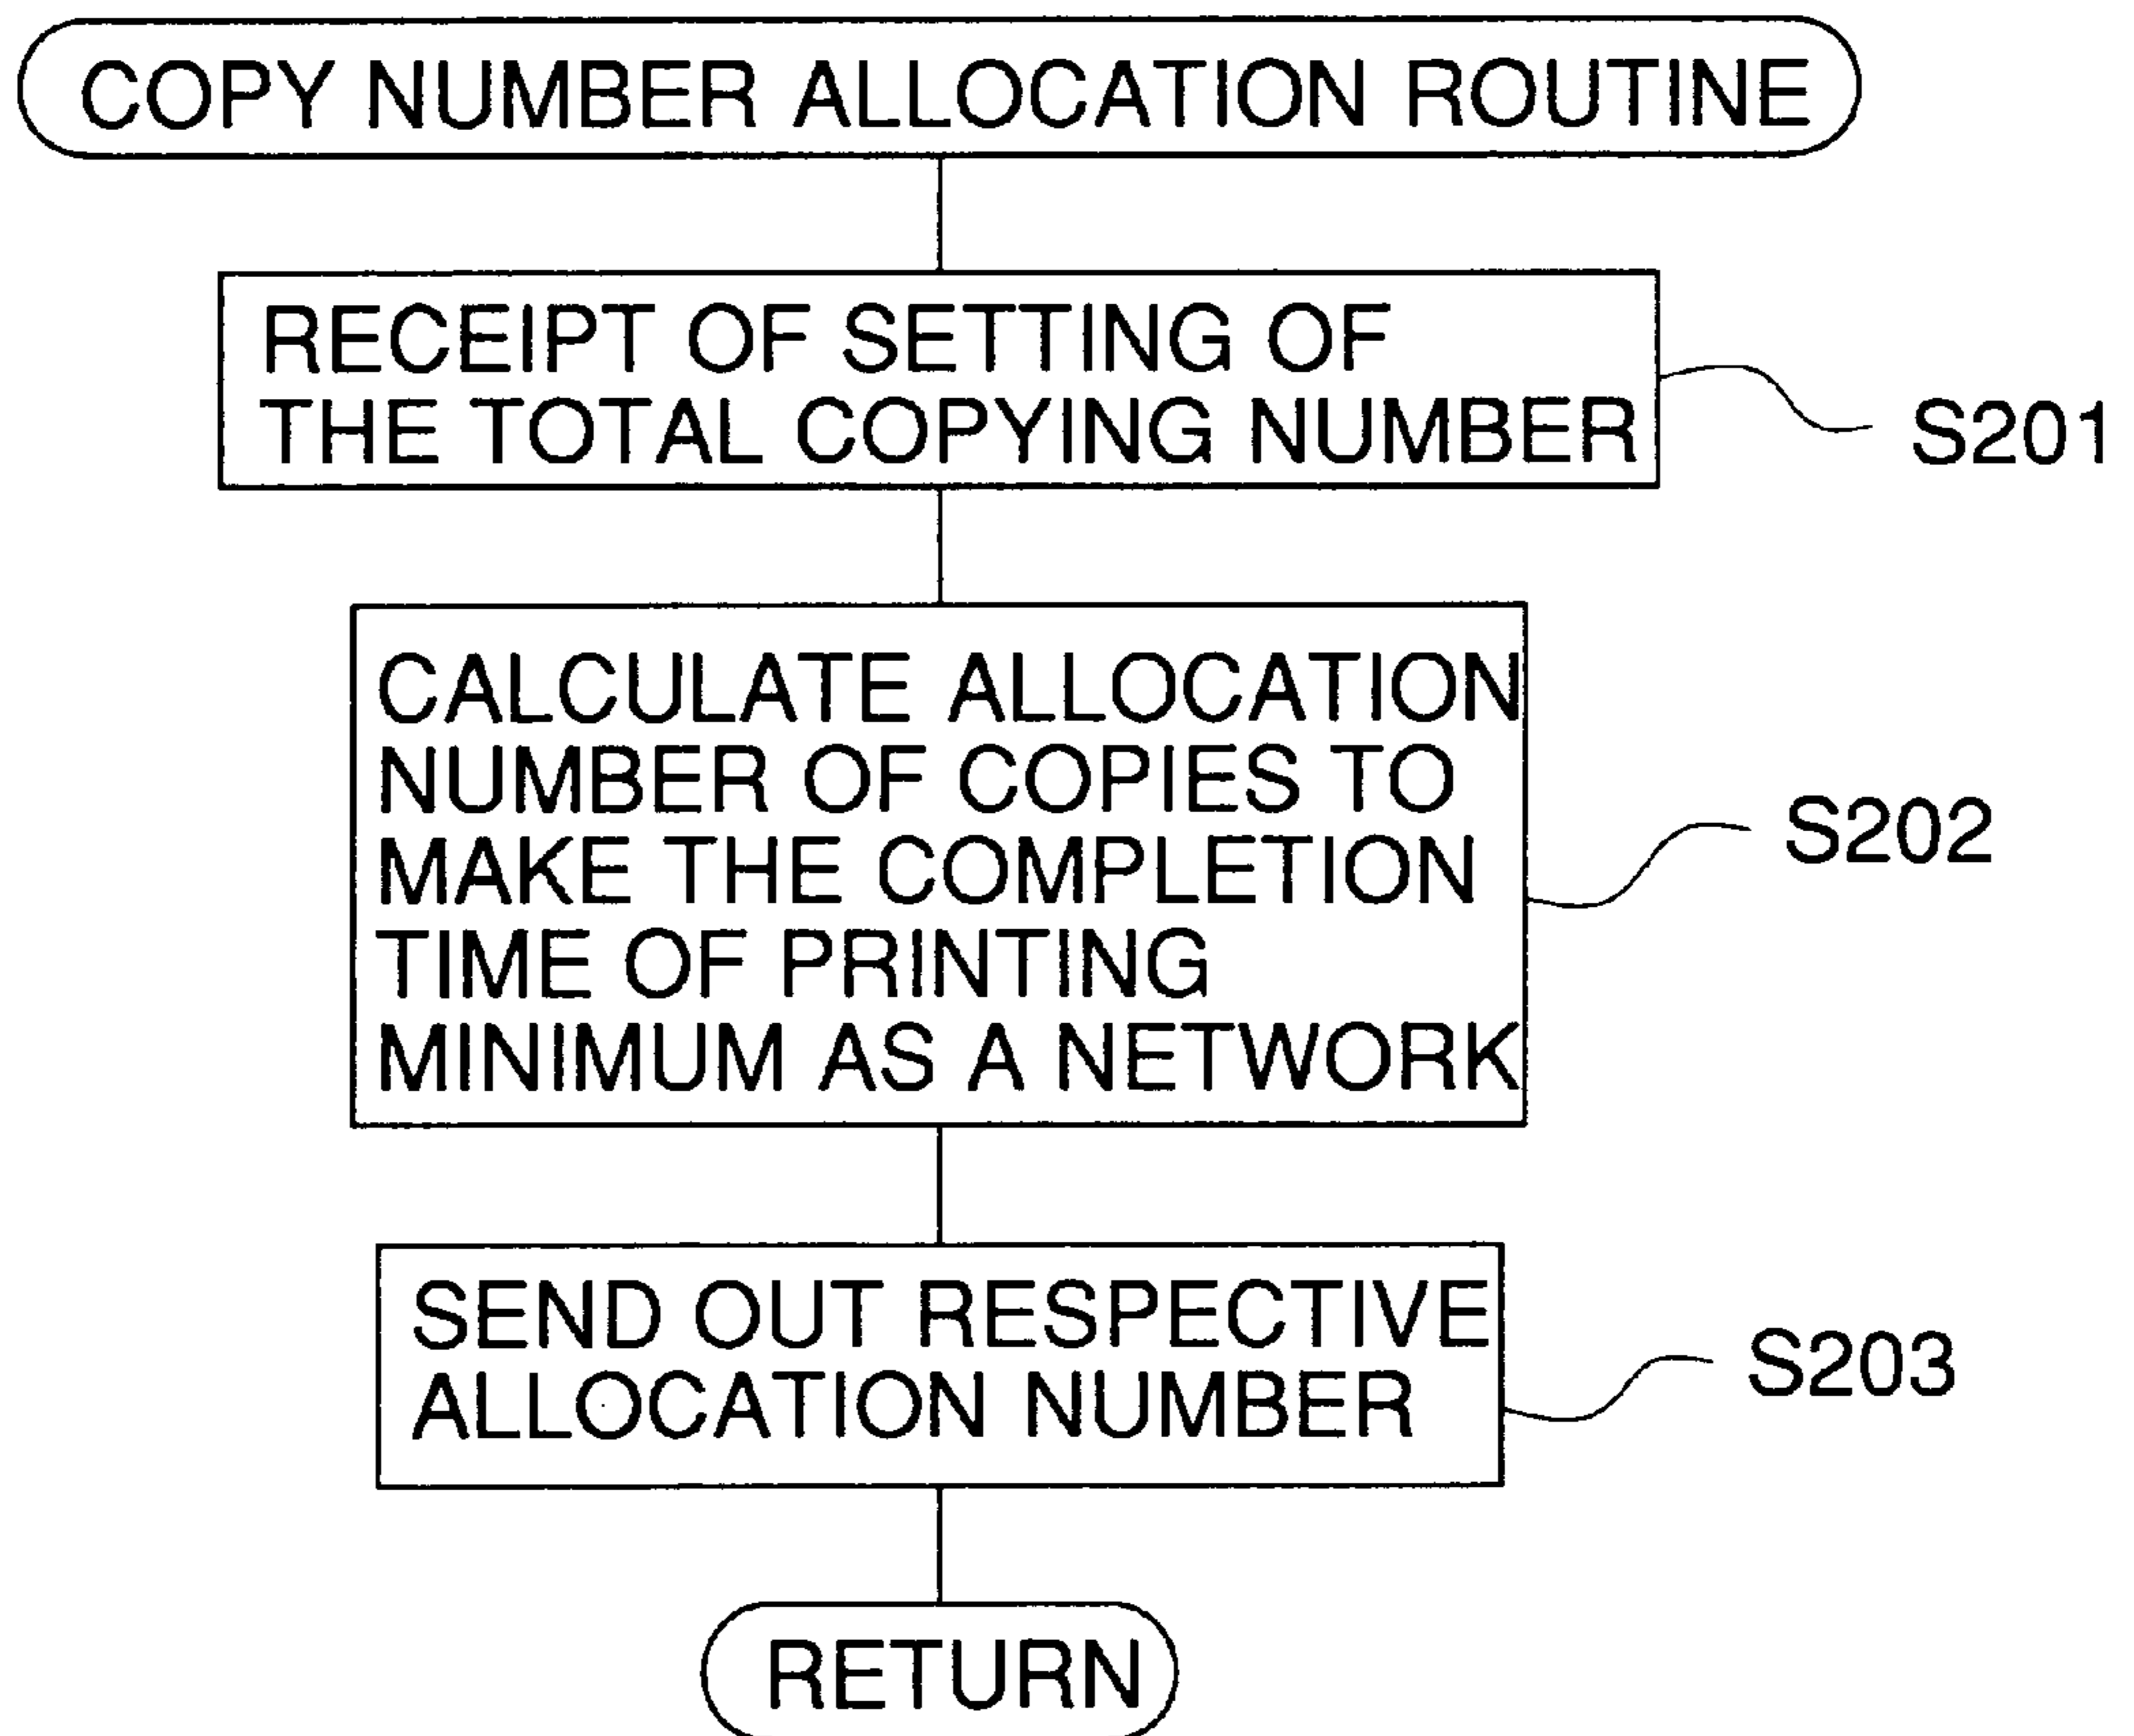 COPY NUMBER ALLOCATION ROUTINE
RECEIPT OF SETTING OF
THE TOTAL COPYING NUMBER
S201
CALCULATE ALLOCATION
NUMBER OF COPIES TO
MAKE THE COMPLETION
TIME OF PRINTING
MINIMUM AS A NETWORK
S202
SEND OUT RESPECTIVE
ALLOCATION NUMBER
S203
RETURN